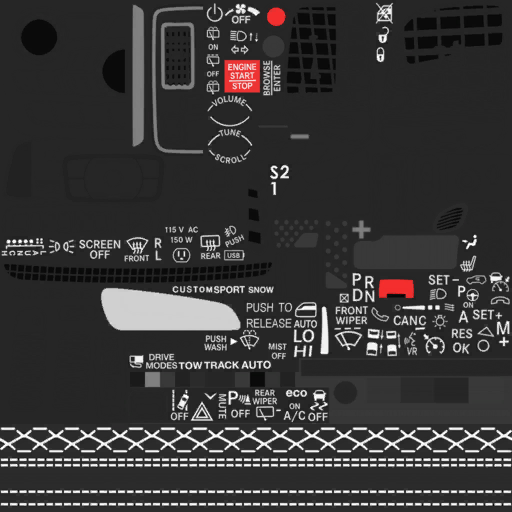 OFF
ON
OFF
ENGINE
START
STOP
BROWSE
ENTER
VOLUME
TUNE
SCROLL
S2
1
115 V AC
150 W
SCREEN
OFF
FRONT
R
L
REAR
PUSH
USB
CUSTOM SPORT SNOW
PUSH TO
RELEASE
AUTO
LO
HI
PUSH
WASH
MIST
OFF
DRIVE
MODES
TOW TRACK AUTO
P R
D N
FRONT
WIPER
SET-
P
ON
A
SET+
CANC
M
+
RES
OK
VR
OFF
MUTE
P
OFF
REAR
WIPER
eco
ON
A/C
OFF